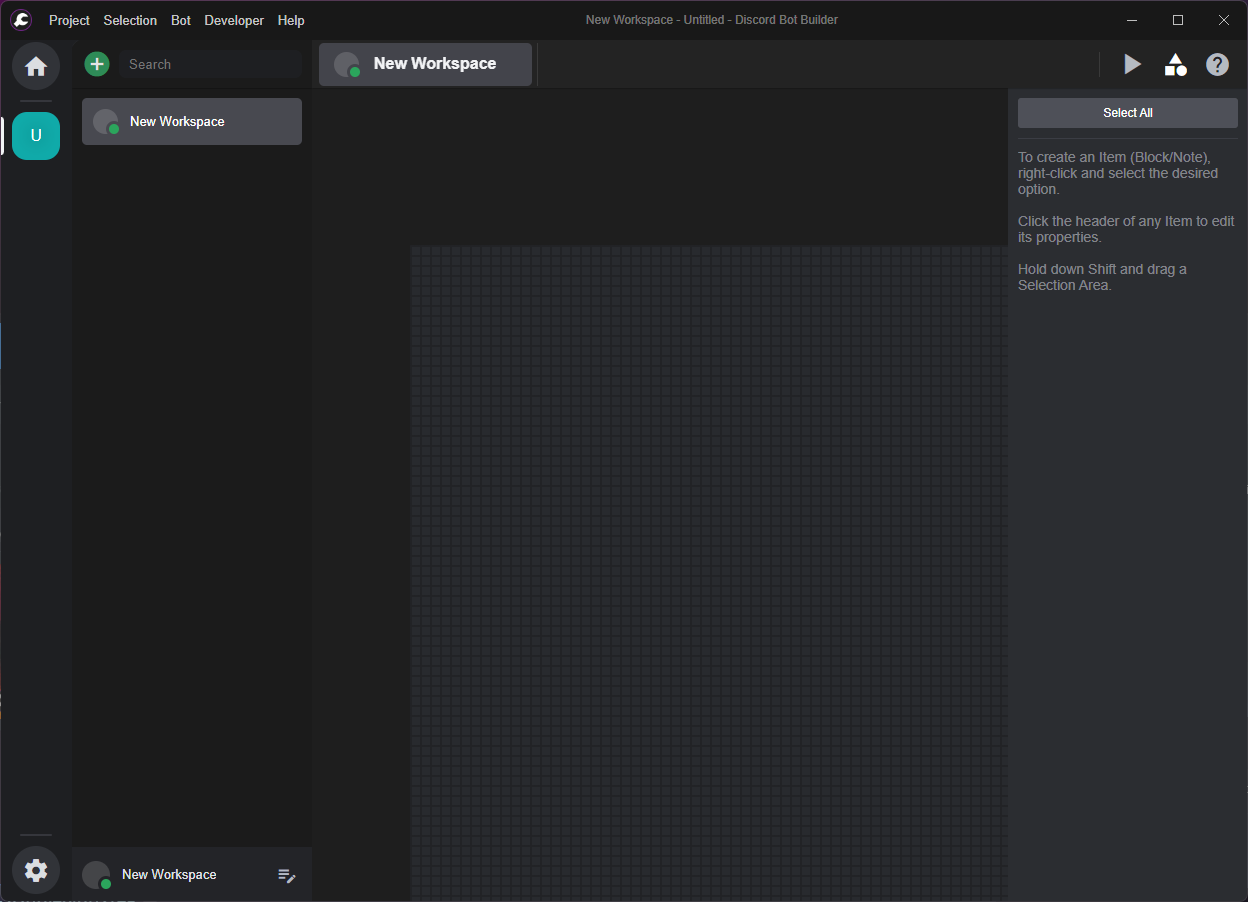 Project Selection Bot Developer Help
New Workspace - Untitled - Discord Bot Builder
Search
New Workspace
U
New Workspace
Select All
To create an Item (Block/Note),
right-click and select the desired
option.
Click the header of any Item to edit
its properties.
Hold down Shift and drag a
Selection Area.
New Workspace